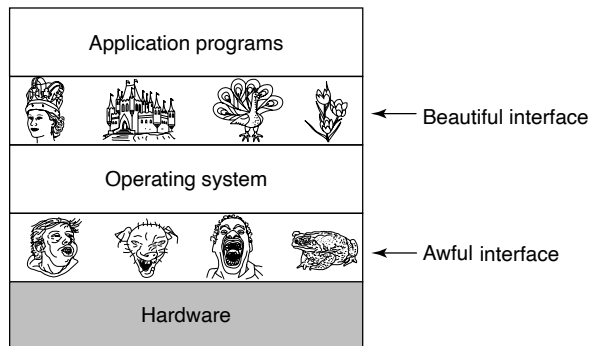 Application programs
Beautiful interface
Operating system
Awful interface
Hardware